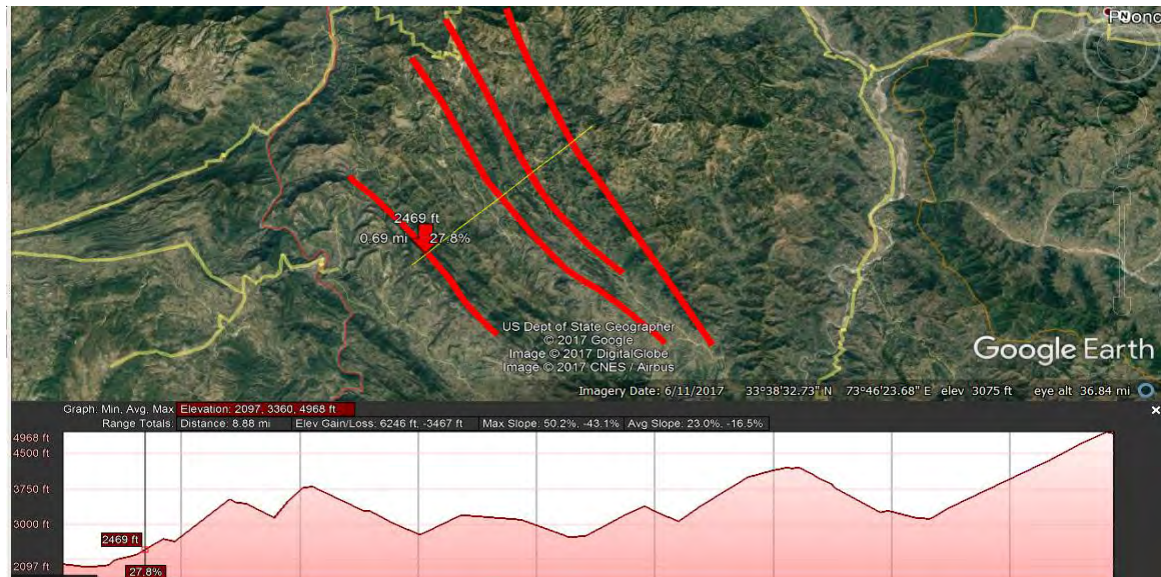 Poonc
N
2469 ft
0.69 mi 27.8%
US Dept of State Geographer
© 2017 Google
Image © 2017 DigitalGlobe
Image © 2017 CNES / Airbus
Google Earth
Imagery Date: 6/11/2017 33°38'32.73" N 73°46'23.68" E elev 3075 ft eye alt 36.84 mi
Graph: Min, Avg, Max Elevation: 2097, 3360, 4968 ft
Range Totals: Distance: 8.88 mi Elev Gain/Loss: 6246 ft, -3467 ft Max Slope: 50.2%, -43.1% Avg Slope: 23.0%, -16.5%
4968 ft
4500 ft
3750 ft
3000 ft
2469 ft
2097 ft
27.8%